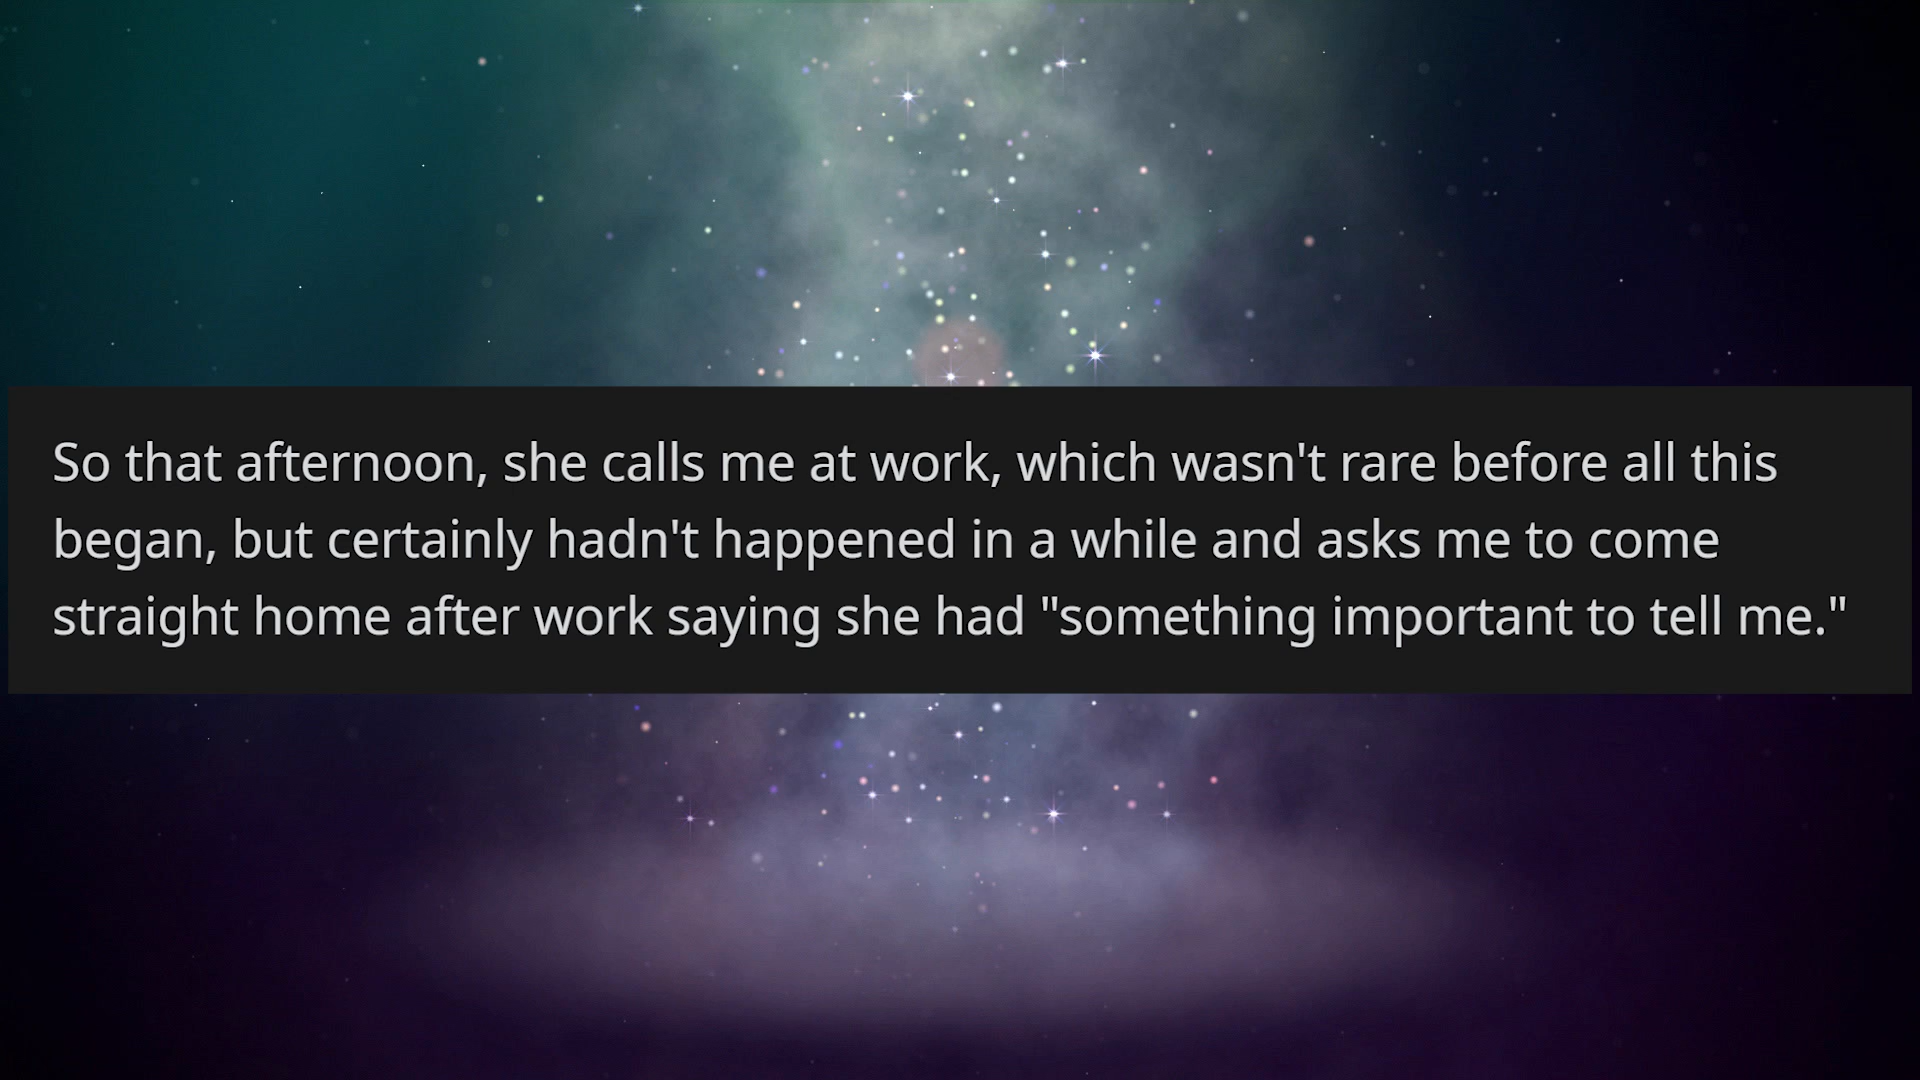 So that afternoon, she calls me at work, which wasn't rare before all this
began, but certainly hadn't happened in a while and asks me to come
straight home after work saying she had "something important to tell me."